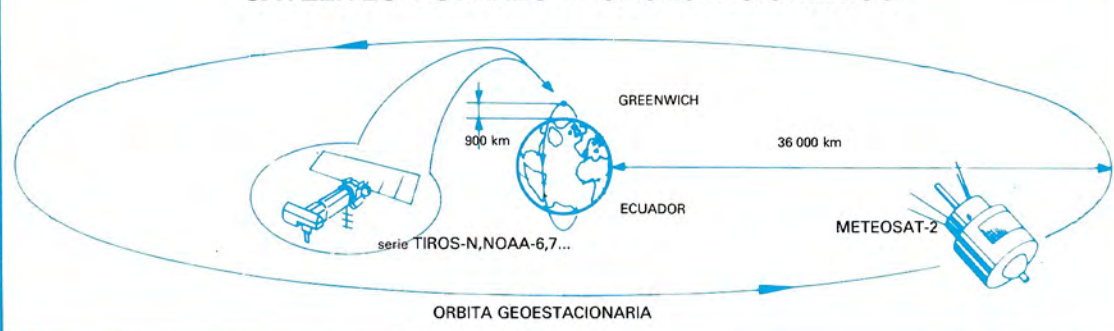 GREENWICH
900 km
36 000 km
ECUADOR
METEOSAT-2
serie TIROS-N,NOAA-6,7...
ORBITA GEOESTACIONARIA